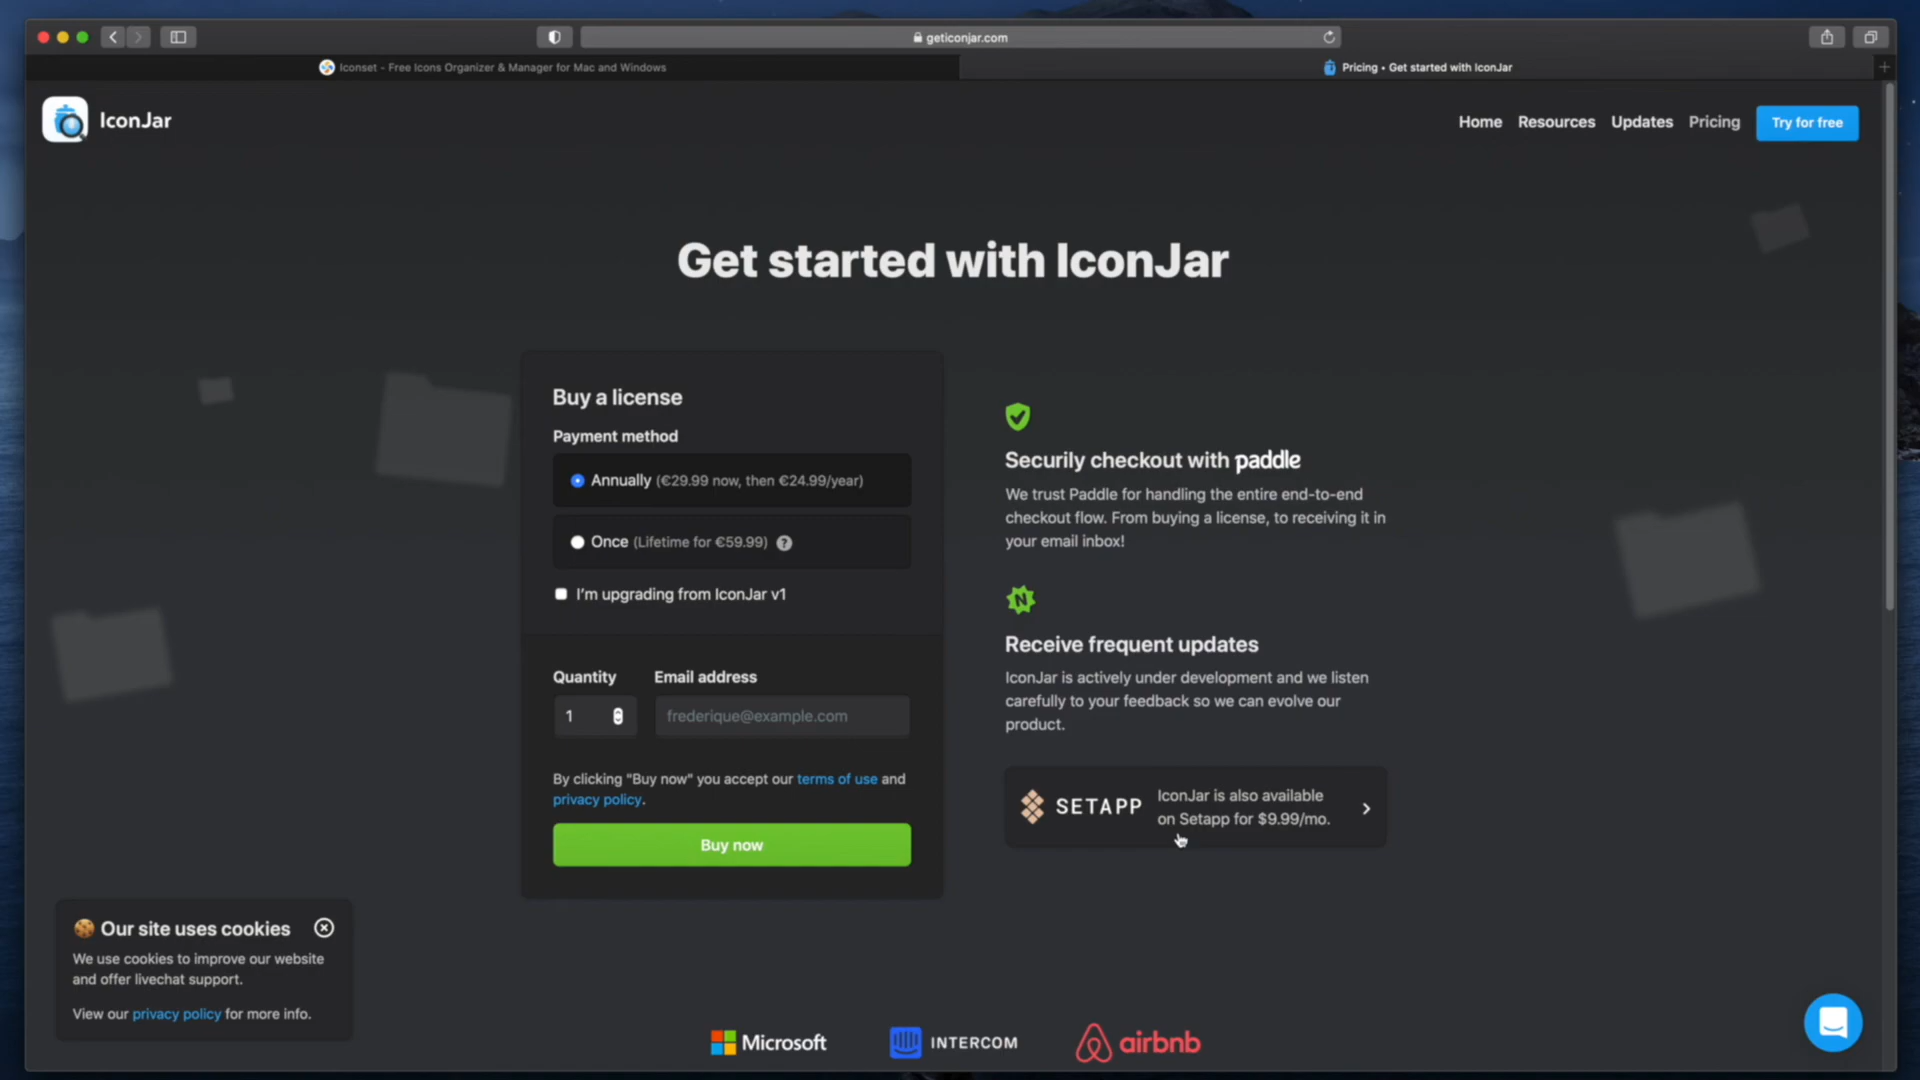 geticonjar.com
Iconset - Free Icons Organizer & Manager for Mac and Windows
Pricing • Get started with IconJar
IconJar
Home Resources Updates Pricing Try for free
Get started with IconJar
Buy a license
Payment method
Annually (€29.99 now, then €24.99/year)
Once (Lifetime for €59.99) ?
I'm upgrading from IconJar v1
Quantity Email address
1 frederique@example.com
By clicking "Buy now" you accept our terms of use and
privacy policy.
Buy now
Securily checkout with paddle
We trust Paddle for handling the entire end-to-end
checkout flow. From buying a license, to receiving it in
your email inbox!
N
Receive frequent updates
IconJar is actively under development and we listen
carefully to your feedback so we can evolve our
product.
SETAPP
IconJar is also available
on Setapp for $9.99/mo.
Our site uses cookies
We use cookies to improve our website
and offer livechat support.
View our privacy policy for more info.
Microsoft INTERCOM airbnb